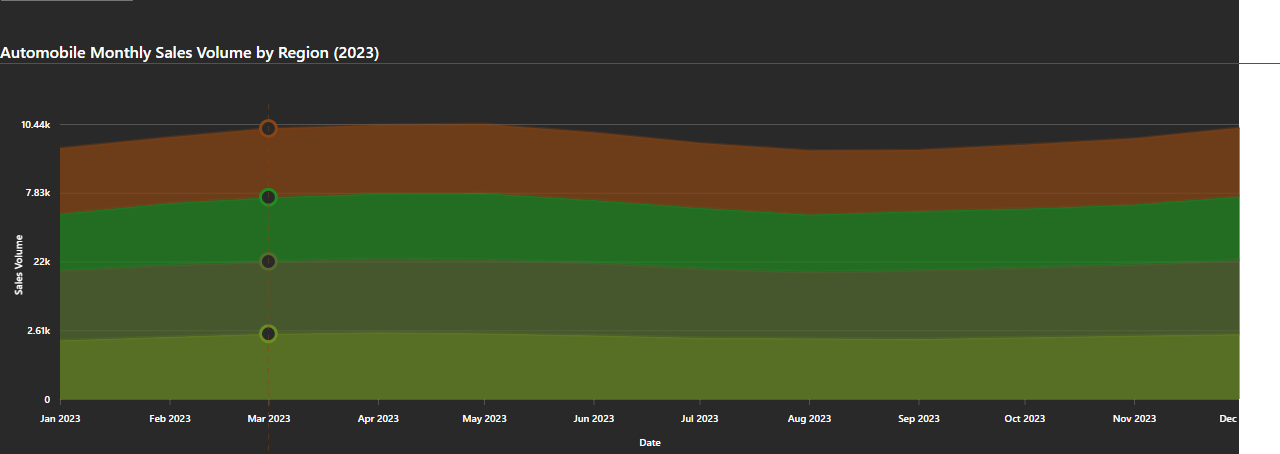 Automobile Monthly Sales Volume by Region (2023)
10.44k
7.83k
22k
2.61k
0
Sales Volume
Jan 2023 Feb 2023 Mar 2023 Apr 2023 May 2023 Jun 2023 Jul 2023 Aug 2023 Sep 2023 Oct 2023 Nov 2023 Dec
Date